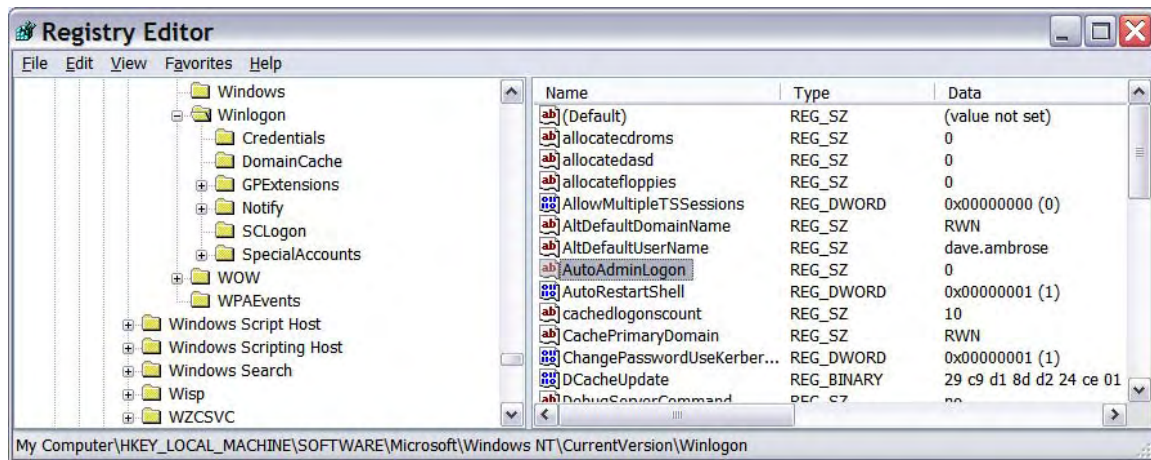 Registry Editor
File Edit View Favorites Help
Windows
Winlogon
Credentials
DomainCache
GPExtensions
Notify
SCLogon
SpecialAccounts
WOW
WPAEvents
Windows Script Host
Windows Scripting Host
Windows Search
Wisp
WZCSVC
Name Type Data
(Default) REG_SZ (value not set)
allocatecdroms REG_SZ 0
allocatedasd REG_SZ 0
allocatefloppies REG_SZ 0
AllowMultipleTSSessions REG_DWORD 0x00000000 (0)
AltDefaultDomainName REG_SZ RWN
AltDefaultUserName REG_SZ dave.ambrose
AutoAdminLogon REG_SZ 0
AutoRestartShell REG_DWORD 0x00000001 (1)
cachedlogonscount REG_SZ 10
CachePrimaryDomain REG_SZ RWN
ChangePasswordUseKerber... REG_DWORD 0x00000001 (1)
DCacheUpdate REG_BINARY 29 c9 d1 8d d2 24 ce 01
DebugServerCommand REG_SZ no
My Computer\HKEY_LOCAL_MACHINE\SOFTWARE\Microsoft\Windows NT\CurrentVersion\Winlogon